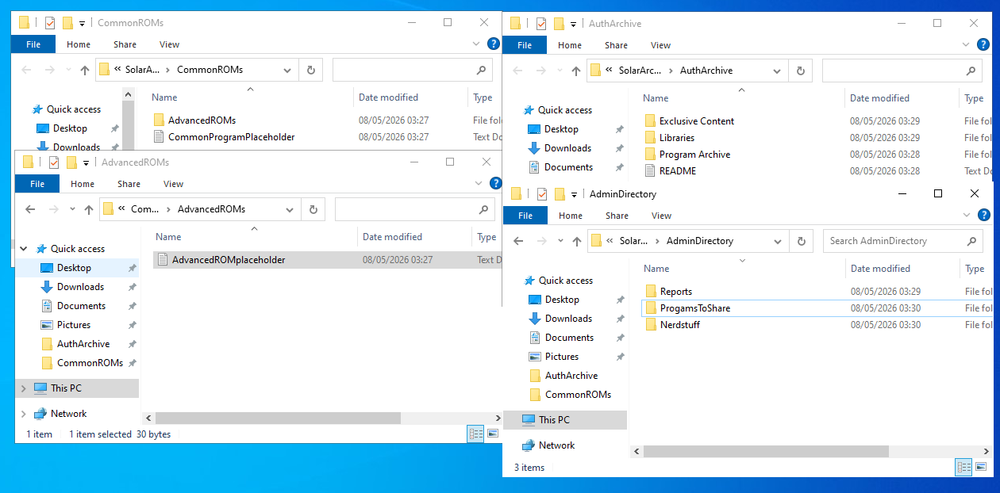 CommonROMs
File Home Share View
« SolarA... › CommonROMs
Name Date modified Type
Quick access
Desktop
Downloads
AdvancedROMs 08/05/2026 03:27 File fol
CommonProgramPlaceholder 08/05/2026 03:27 Text Do
AdvancedROMs
File Home Share View
« Com... › AdvancedROMs
Name Date modified Type
Quick access
Desktop
Downloads
Documents
Pictures
AuthArchive
CommonROMs
This PC
Network
AdvancedROMplaceholder 08/05/2026 03:27 Text D
1 item 1 item selected 30 bytes
AuthArchive
File Home Share View
« SolarArc... › AuthArchive
Name Date modified Type
Quick access
Desktop
Downloads
Documents
Exclusive Content 08/05/2026 03:29 File fol
Libraries 08/05/2026 03:29 File fol
Program Archive 08/05/2026 03:28 File fol
README 08/05/2026 03:28 Text Do
AdminDirectory
File Home Share View
« Solar... › AdminDirectory
Search AdminDirectory
Name Date modified Type
Quick access
Desktop
Downloads
Documents
Pictures
AuthArchive
CommonROMs
This PC
Network
Reports 08/05/2026 03:29 File fol
ProgamsToShare 08/05/2026 03:30 File fol
Nerdstuff 08/05/2026 03:30 File fol
3 items